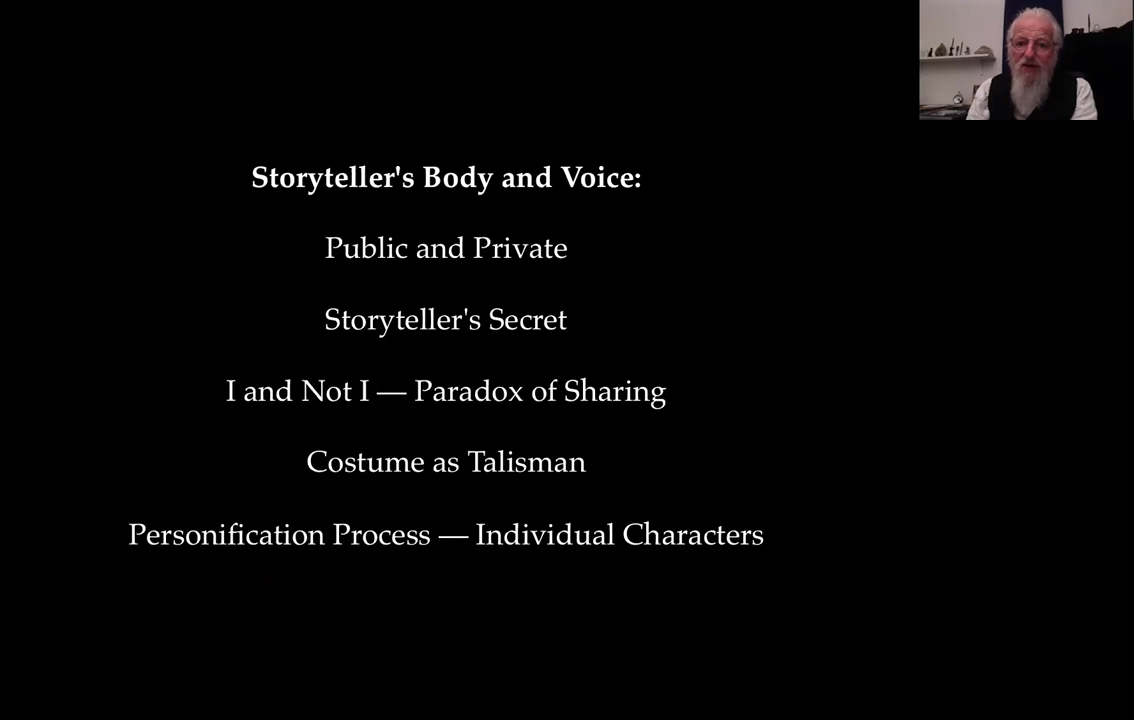 Storyteller's Body and Voice:
Public and Private
Storyteller's Secret
I and Not I — Paradox of Sharing
Costume as Talisman
Personification Process — Individual Characters